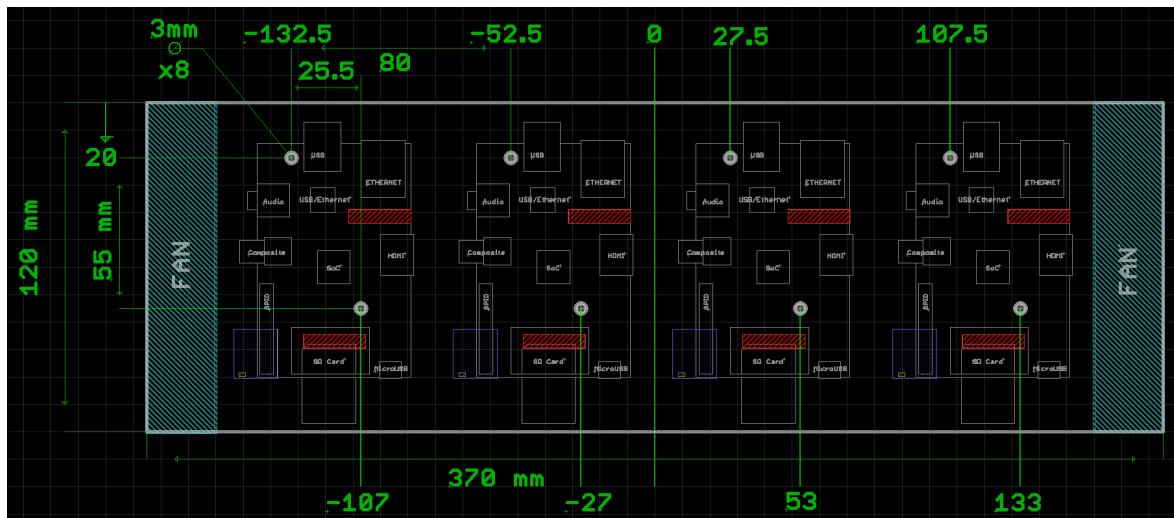 3mm
-132.5
-52.5
0
27.5
107.5
x8
25.5
80
20
120 mm
55 mm
FAN
FAN
USB
ETHERNET
Audio
USB/Ethernet
Composite
HDMI
SoC
GPIO
SD Card
MicroUSB
USB
ETHERNET
Audio
USB/Ethernet
Composite
HDMI
SoC
GPIO
SD Card
MicroUSB
USB
ETHERNET
Audio
USB/Ethernet
Composite
HDMI
SoC
GPIO
SD Card
MicroUSB
USB
ETHERNET
Audio
USB/Ethernet
Composite
HDMI
SoC
GPIO
SD Card
MicroUSB
370 mm
-107
-27
53
133